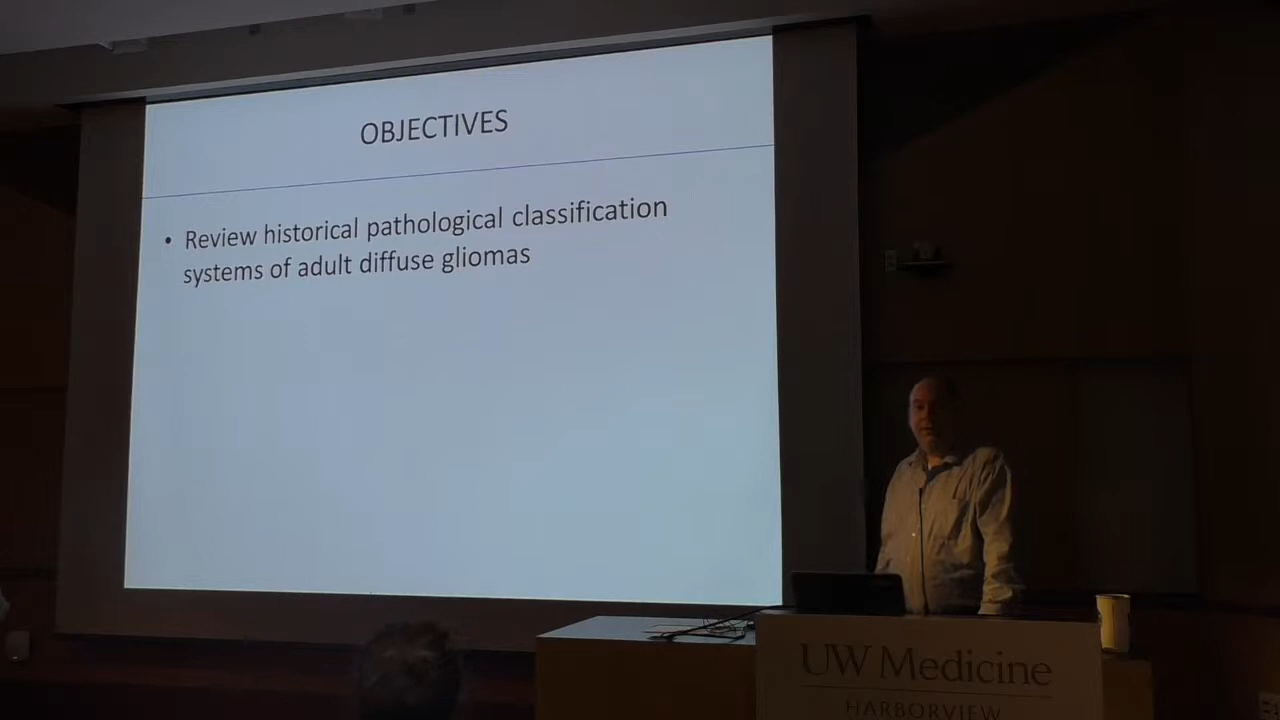 OBJECTIVES
• Review historical pathological classification
systems of adult diffuse gliomas
UW Medicine
HARBORVIEW